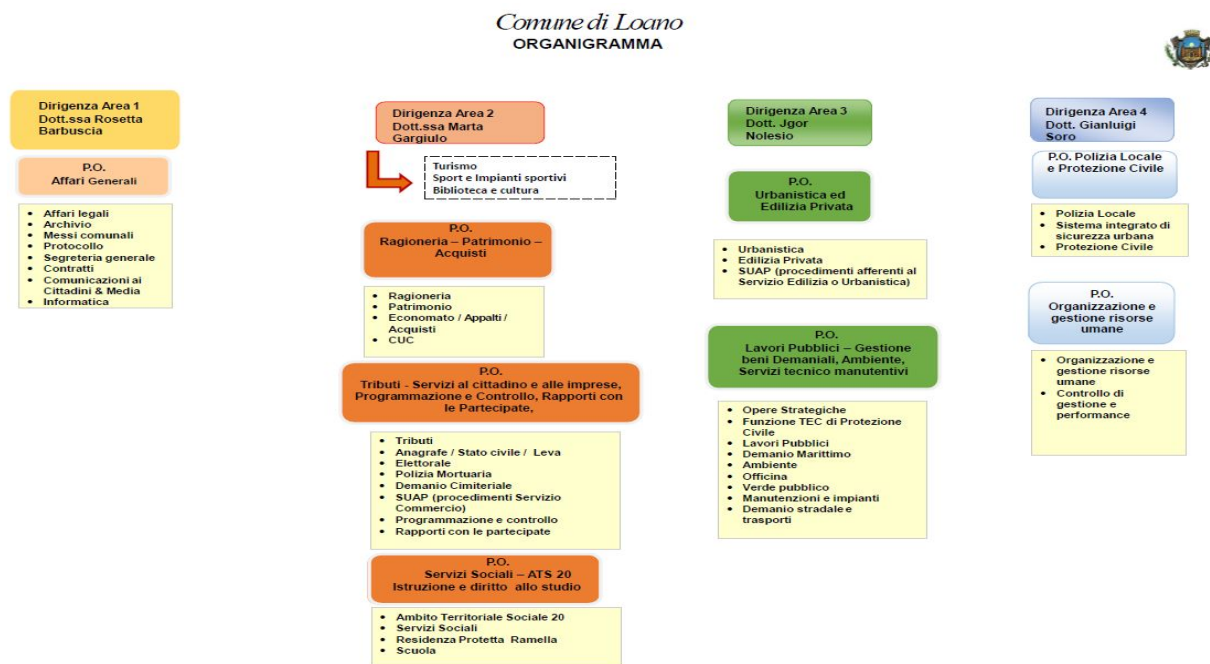 Comune di Loano
ORGANIGRAMMA
Dirigenza Area 1
Dott.ssa Rosetta
Barbuscia
P.O.
Affari Generali
• Affari legali
• Archivio
• Messi comunali
• Protocollo
• Segreteria generale
• Contratti
• Comunicazioni ai
Cittadini & Media
• Informatica
Dirigenza Area 2
Dott.ssa Marta
Gargiulo
Turismo
Sport e Impianti sportivi
Biblioteca e cultura
P.O.
Ragioneria – Patrimonio –
Acquisti
• Ragioneria
• Patrimonio
• Economato / Appalti /
Acquisti
• CUC
P.O.
Tributi - Servizi al cittadino e alle imprese,
Programmazione e Controllo, Rapporti con
le Partecipate,
• Tributi
• Anagrafe / Stato civile / Leva
• Elettorale
• Polizia Mortuaria
• Demanio Cimiteriale
• SUAP (procedimenti Servizio
Commercio)
• Programmazione e controllo
• Rapporti con le partecipate
P.O.
Servizi Sociali – ATS 20
Istruzione e diritto allo studio
• Ambito Territoriale Sociale 20
• Servizi Sociali
• Residenza Protetta Ramella
• Scuola
Dirigenza Area 3
Dott. Jgor
Nolesio
P.O.
Urbanistica ed
Edilizia Privata
• Urbanistica
• Edilizia Privata
• SUAP (procedimenti afferenti al
Servizio Edilizia o Urbanistica)
P.O.
Lavori Pubblici – Gestione
beni Demaniali, Ambiente,
Servizi tecnico manutentivi
• Opere Strategiche
• Funzione TEC di Protezione
Civile
• Lavori Pubblici
• Demanio Marittimo
• Ambiente
• Officina
• Verde pubblico
• Manutenzioni e impianti
• Demanio stradale e
trasporti
Dirigenza Area 4
Dott. Gianluigi
Soro
P.O. Polizia Locale
e Protezione Civile
• Polizia Locale
• Sistema integrato di
sicurezza urbana
• Protezione Civile
P.O.
Organizzazione e
gestione risorse
umane
• Organizzazione e
gestione risorse
umane
• Controllo di
gestione e
performance